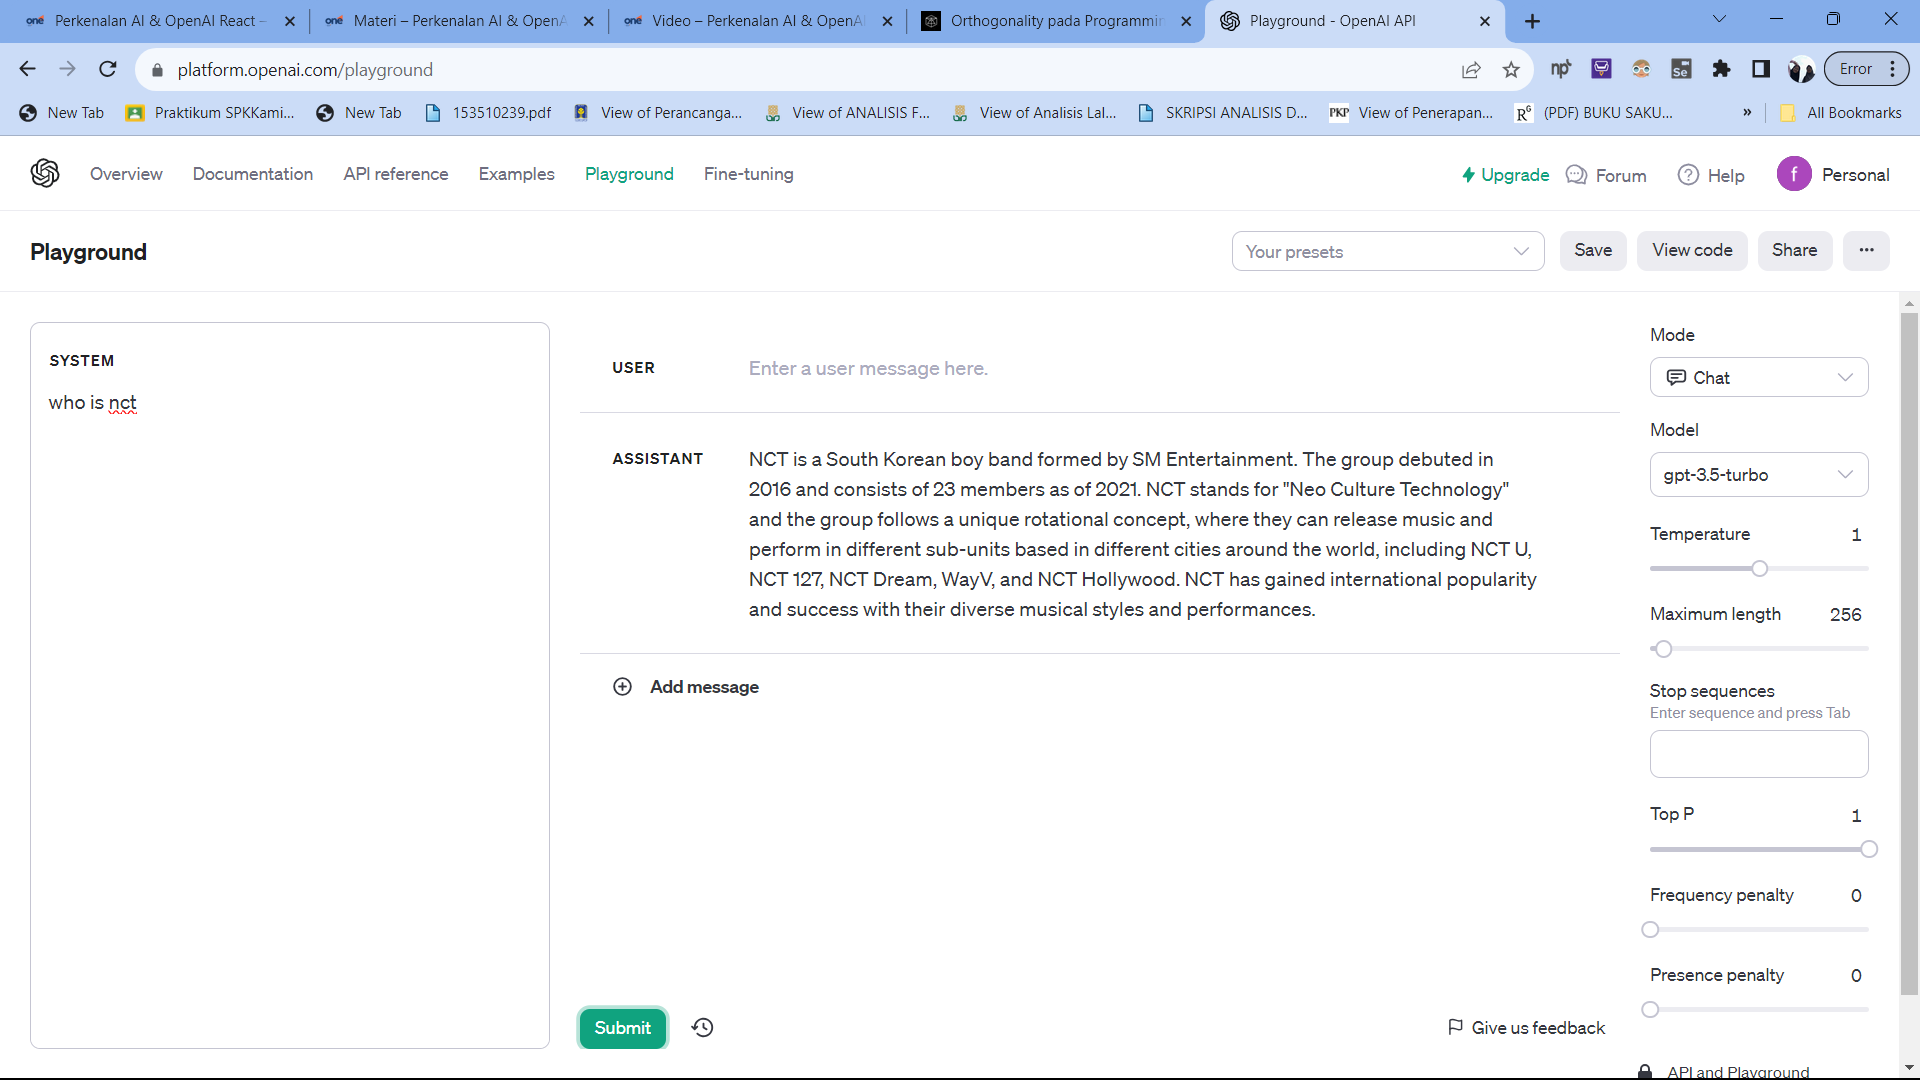 Perkenalan AI & OpenAI React –
Materi – Perkenalan AI & OpenA
Video – Perkenalan AI & OpenAI
Orthogonality pada Programmin
Playground - OpenAI API
platform.openai.com/playground
Error
New Tab
Praktikum SPKKami...
New Tab
153510239.pdf
View of Perancanga...
View of ANALISIS F...
View of Analisis Lal...
SKRIPSI ANALISIS D...
PKP View of Penerapan...
(PDF) BUKU SAKU...
»
All Bookmarks
Overview
Documentation
API reference
Examples
Playground
Fine-tuning
Upgrade
Forum
Help
f
Personal
Playground
Your presets
Save
View code
Share
...
SYSTEM
who is nct
USER
Enter a user message here.
ASSISTANT
NCT is a South Korean boy band formed by SM Entertainment. The group debuted in
2016 and consists of 23 members as of 2021. NCT stands for "Neo Culture Technology"
and the group follows a unique rotational concept, where they can release music and
perform in different sub-units based in different cities around the world, including NCT U,
NCT 127, NCT Dream, WayV, and NCT Hollywood. NCT has gained international popularity
and success with their diverse musical styles and performances.
Add message
Submit
Give us feedback
Mode
Chat
Model
gpt-3.5-turbo
Temperature 1
Maximum length 256
Stop sequences
Enter sequence and press Tab
Top P 1
Frequency penalty 0
Presence penalty 0
API and Playground